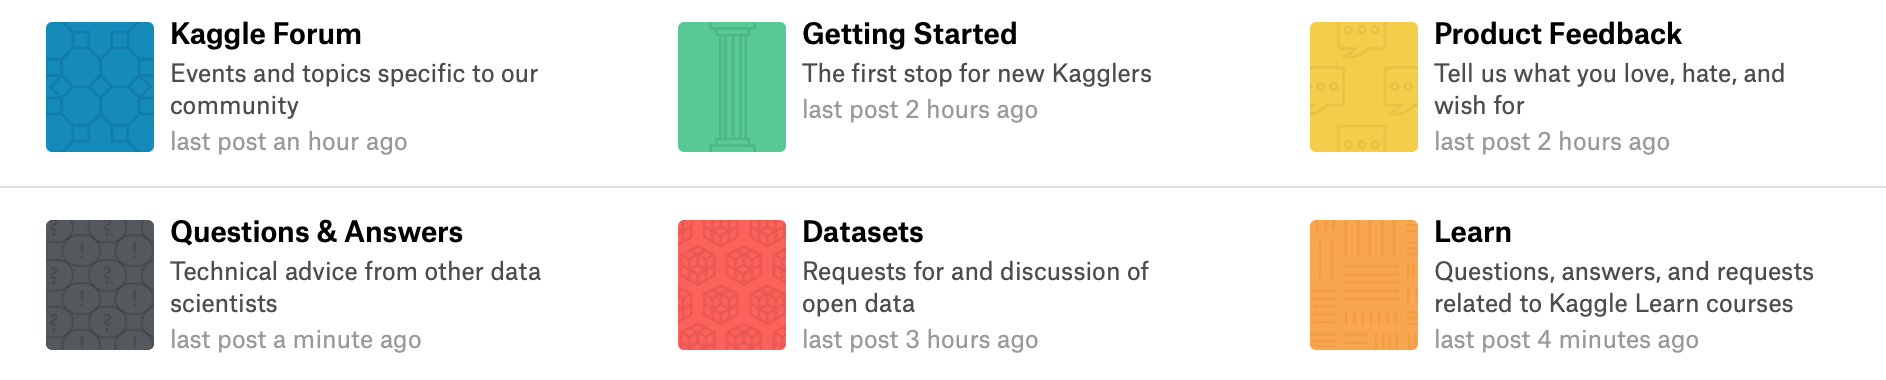 Kaggle Forum
Events and topics specific to our
community
last post an hour ago
Getting Started
The first stop for new Kagglers
last post 2 hours ago
Product Feedback
Tell us what you love, hate, and
wish for
last post 2 hours ago
Questions & Answers
Technical advice from other data
scientists
last post a minute ago
Datasets
Requests for and discussion of
open data
last post 3 hours ago
Learn
Questions, answers, and requests
related to Kaggle Learn courses
last post 4 minutes ago